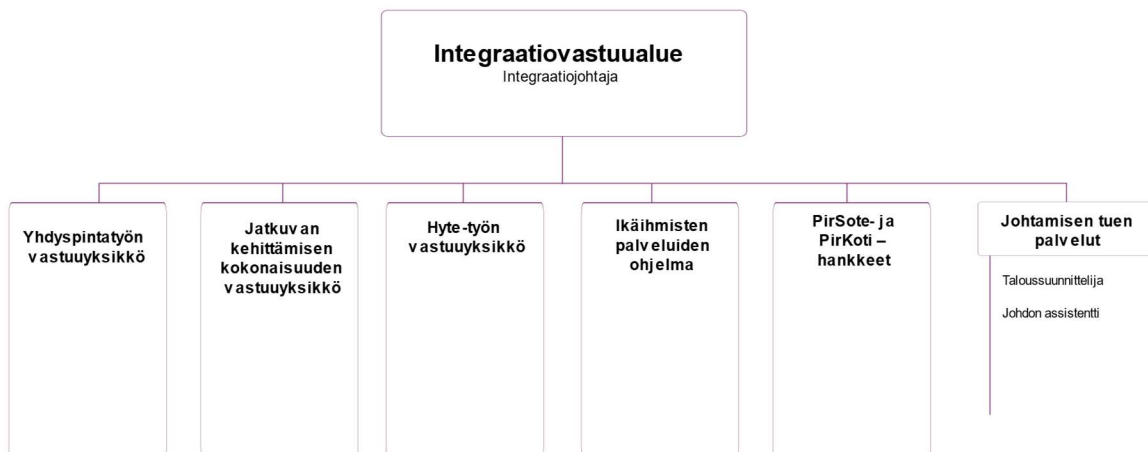 Integraatiovastuualue
Integraatiojohtaja
Yhdyspintatyön
vastuuyksikkö
Jatkuvan
kehittämisen
kokonaisuuden
vastuuyksikkö
Hyte-työn
vastuuyksikkö
Ikäihmisten
palveluiden
ohjelma
PirSote- ja
PirKoti –
hankkeet
Johtamisen tuen
palvelut
Taloussuunnittelija
Johdon assistentti